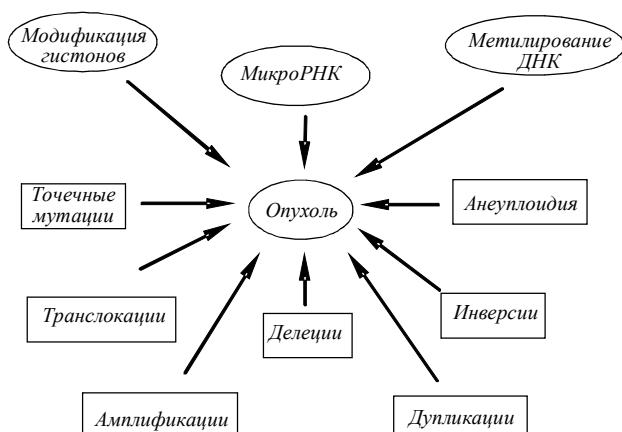 Модификация
гистонов
МикроРНК
Метилирование
ДНК
Точечные
мутации
Опухоль
Анеуплоидия
Транслокации
Делеции
Инверсии
Амплификации
Дупликации